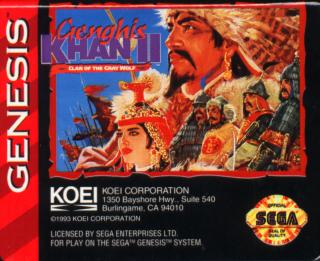 GENESIS
Genghis
KHAN II
CLAN OF THE GRAY WOLF
KOEI
KOEI CORPORATION
1350 Bayshore Hwy., Suite 540
Burlingame, CA 94010
©1993 KOEI CORPORATION
LICENSED BY SEGA ENTERPRISES LTD.
FOR PLAY ON THE SEGA™ GENESIS™ SYSTEM.
OFFICIAL
SEGA
SEAL OF
QUALITY